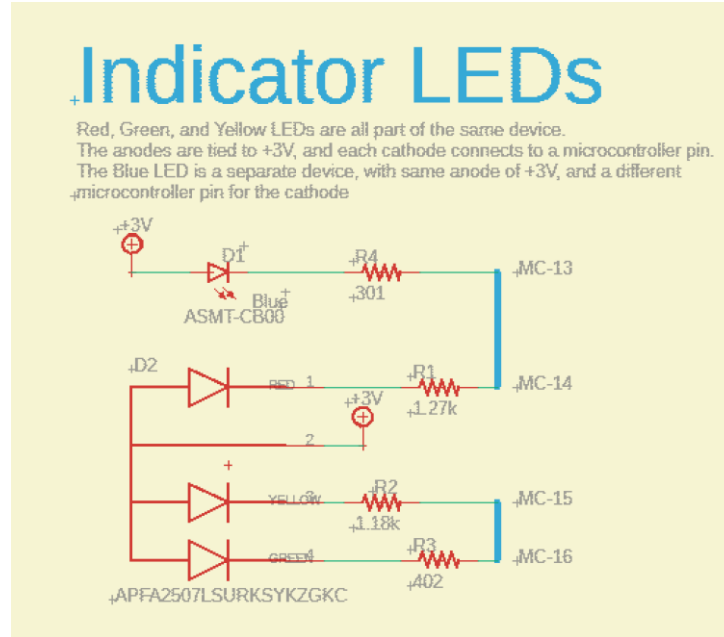 Indicator LEDs
Red, Green, and Yellow LEDs are all part of the same device.
The anodes are tied to +3V, and each cathode connects to a microcontroller pin.
The Blue LED is a separate device, with same anode of +3V, and a different
microcontroller pin for the cathode
+3V
D1
R4
MC-13
Blue
301
ASMT-CB00
D2
RED 1
R1
MC-14
+3V
1.27k
2
YELLOW 3
R2
MC-15
1.18k
GREEN 4
R3
MC-16
402
APFA2507LSURKSYKZGKC